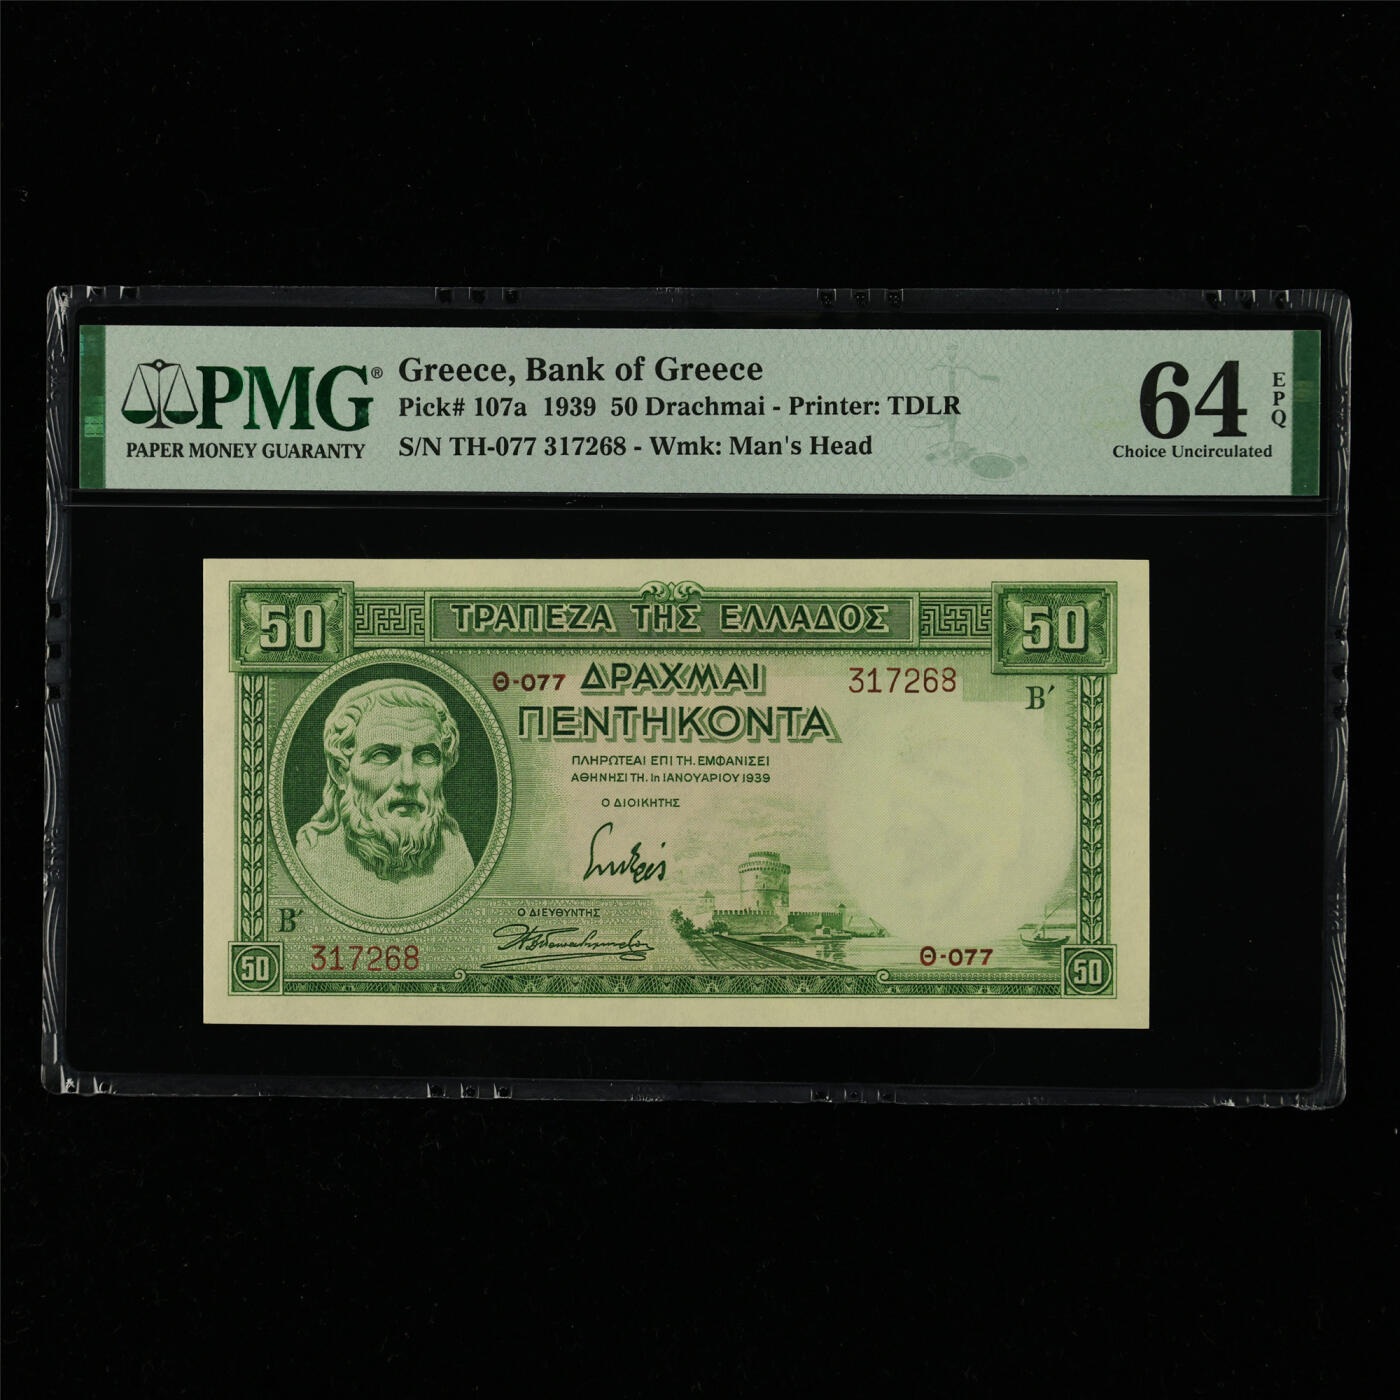 PMG®
PAPER MONEY GUARANTY
Greece, Bank of Greece
Pick# 107a 1939 50 Drachmai - Printer: TDLR
S/N TH-077 317268 - Wmk: Man's Head
64
EPQ
Choice Uncirculated
50
ΤΡΑΠΕΖΑ ΤΗΣ ΕΛΛΑΔΟΣ
50
Θ-077
ΔΡΑΧΜΑΙ
317268
Β΄
ΠΕΝΤΗΚΟΝΤΑ
ΠΛΗΡΩΤΕΑΙ ΕΠΙ ΤΗ. ΕΜΦΑΝΙΣΕΙ
ΑΘΗΝΗΣΙ ΤΗ. 1η ΙΑΝΟΥΑΡΙΟΥ 1939
Ο ΔΙΟΙΚΗΤΗΣ
Ο ΔΙΕΥΘΥΝΤΗΣ
Β΄
317268
Θ-077
50
50